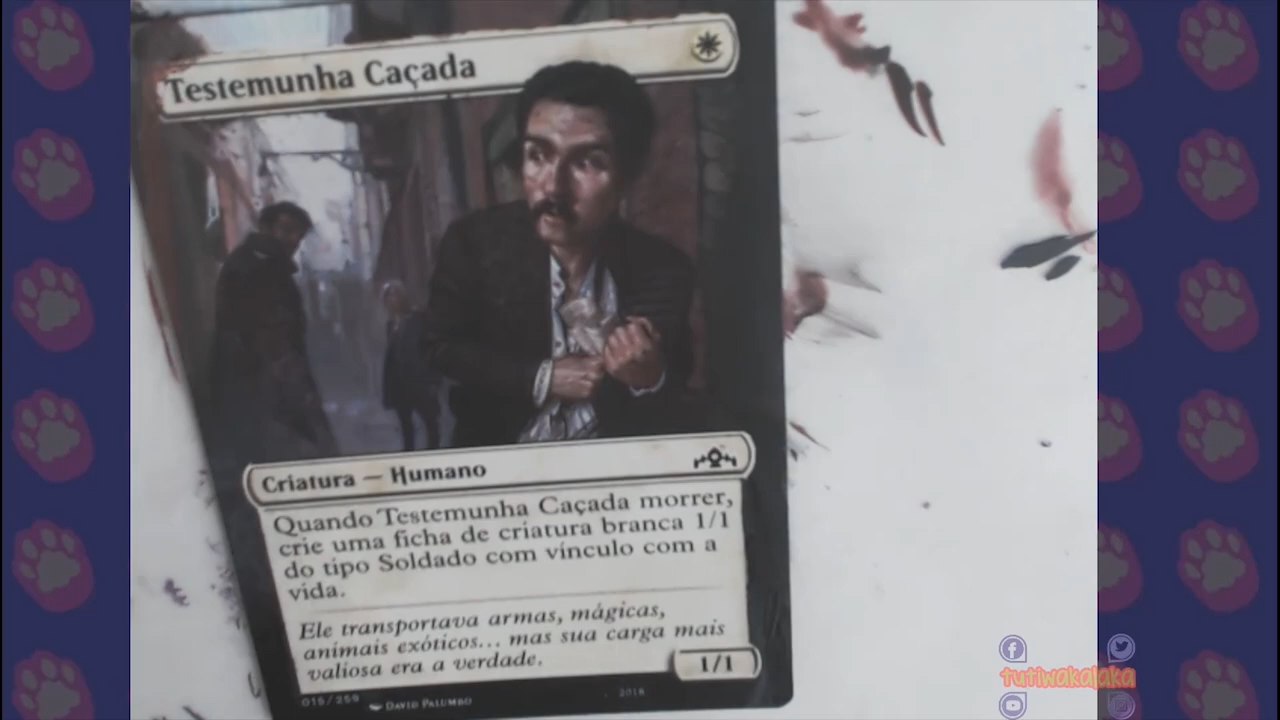 Testemunha Caçada
Criatura — Humano
Quando Testemunha Caçada morrer,
crie uma ficha de criatura branca 1/1
do tipo Soldado com vínculo com a
vida.
Ele transportava armas, mágicas,
animais exóticos... mas sua carga mais
valiosa era a verdade.
1/1
015/259
David Palumbo
2018
tutiwakajaka